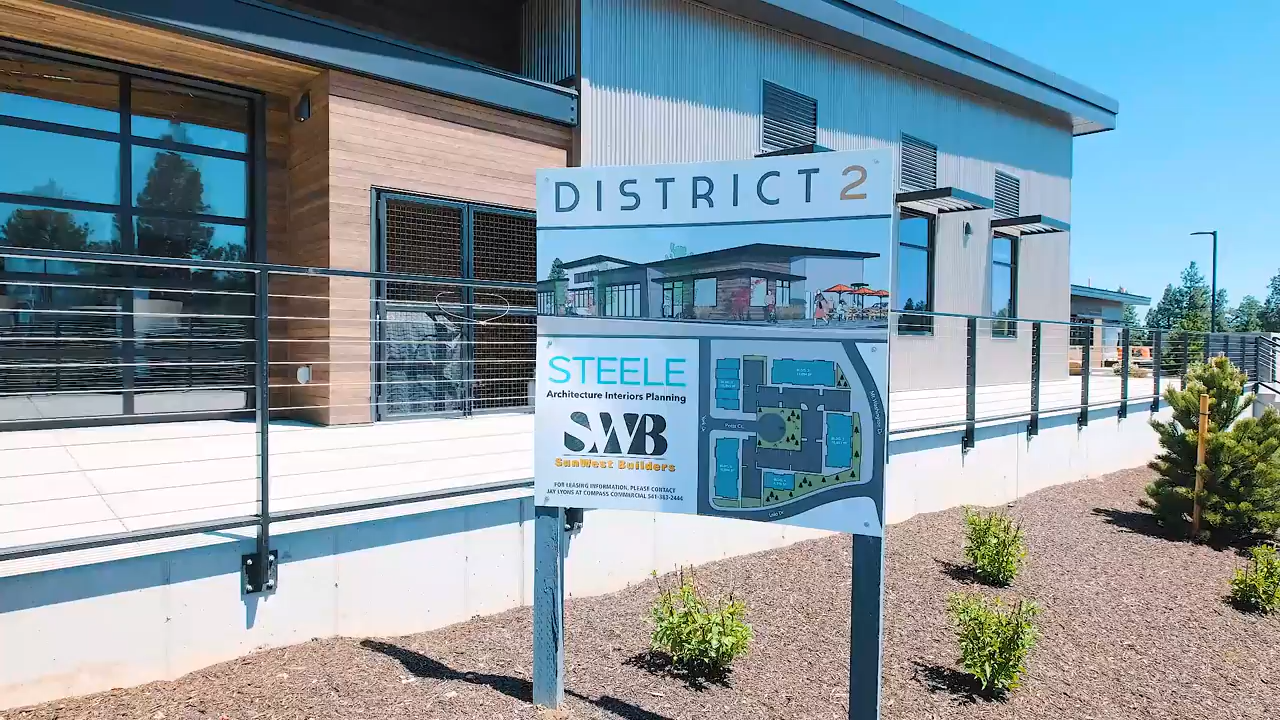 DISTRICT 2
STEELE
Architecture Interiors Planning
SWB
SunWest Builders
FOR LEASING INFORMATION, PLEASE CONTACT
JAY LYONS AT COMPASS COMMERCIAL 541-383-2444